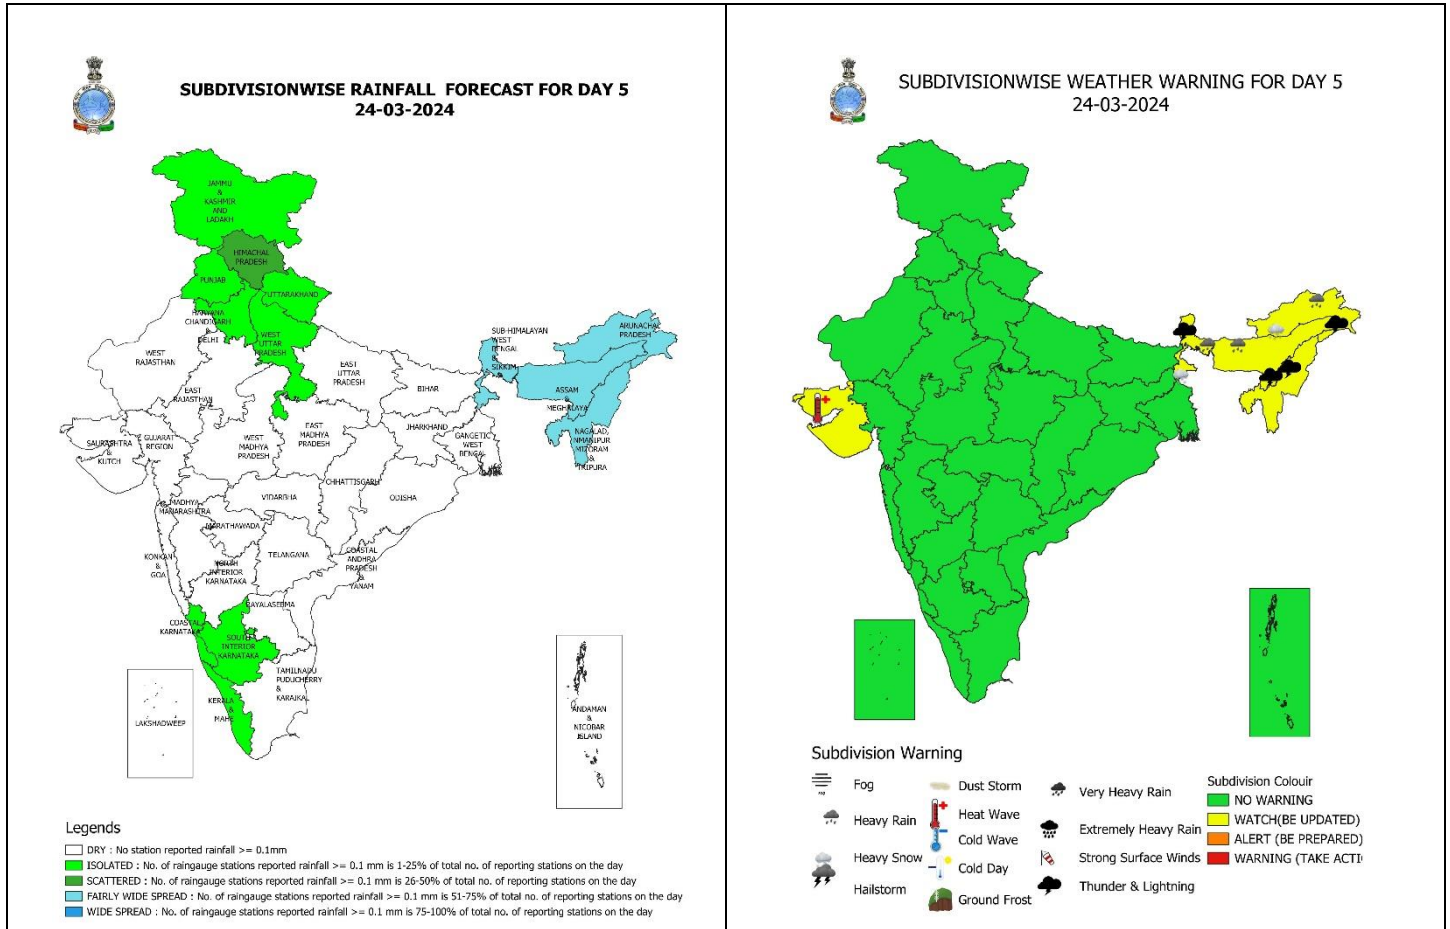 SUBDIVISIONWISE RAINFALL FORECAST FOR DAY 5
24-03-2024
JAMMU
&
KASHMIR
AND
LADAKH
HIMACHAL
PRADESH
PUNJAB
UTTARAKHAND
HARYANA
CHANDIGARH
&
DELHI
WEST
UTTAR
PRADESH
WEST
RAJASTHAN
EAST
RAJASTHAN
EAST
UTTAR
PRADESH
BIHAR
SUB-HIMALAYAN
WEST
BENGAL
&
SIKKIM
ARUNACHAL
PRADESH
ASSAM
&
MEGHALAYA
NAGALAD,
NMANIPUR
MIZORAM
&
TRIPURA
SAURASHTRA
&
KUTCH
GUJARAT
REGION
WEST
MADHYA
PRADESH
EAST
MADHYA
PRADESH
JHARKHAND
GANGETIC
WEST
BENGAL
CHHATTISGARH
ODISHA
VIDARBHA
MADHYA
MAHARASHTRA
MARATHAWADA
TELANGANA
KONKAN
&
GOA
NORTH
INTERIOR
KARNATAKA
COASTAL
ANDHRA
PRADESH
&
YANAM
RAYALASEEMA
COASTAL
KARNATAKA
SOUTH
INTERIOR
KARNATAKA
TAMILNADU
PUDUCHERRY
&
KARAIKAL
KERALA
&
MAHE
LAKSHADWEEP
ANDAMAN
&
NICOBAR
ISLAND
Legends
DRY : No station reported rainfall >= 0.1mm
ISOLATED : No. of raingauge stations reported rainfall >= 0.1 mm is 1-25% of total no. of reporting stations on the day
SCATTERED : No. of raingauge stations reported rainfall >= 0.1 mm is 26-50% of total no. of reporting stations on the day
FAIRLY WIDE SPREAD : No. of raingauge stations reported rainfall >= 0.1 mm is 51-75% of total no. of reporting stations on the day
WIDE SPREAD : No. of raingauge stations reported rainfall >= 0.1 mm is 75-100% of total no. of reporting stations on the day
SUBDIVISIONWISE WEATHER WARNING FOR DAY 5
24-03-2024
Subdivision Warning
Fog
Heavy Rain
Heavy Snow
Hailstorm
Dust Storm
Heat Wave
Cold Wave
Cold Day
Ground Frost
Very Heavy Rain
Extremely Heavy Rain
Strong Surface Winds
Thunder & Lightning
Subdivision Colouir
NO WARNING
WATCH(BE UPDATED)
ALERT (BE PREPARED)
WARNING (TAKE ACTI